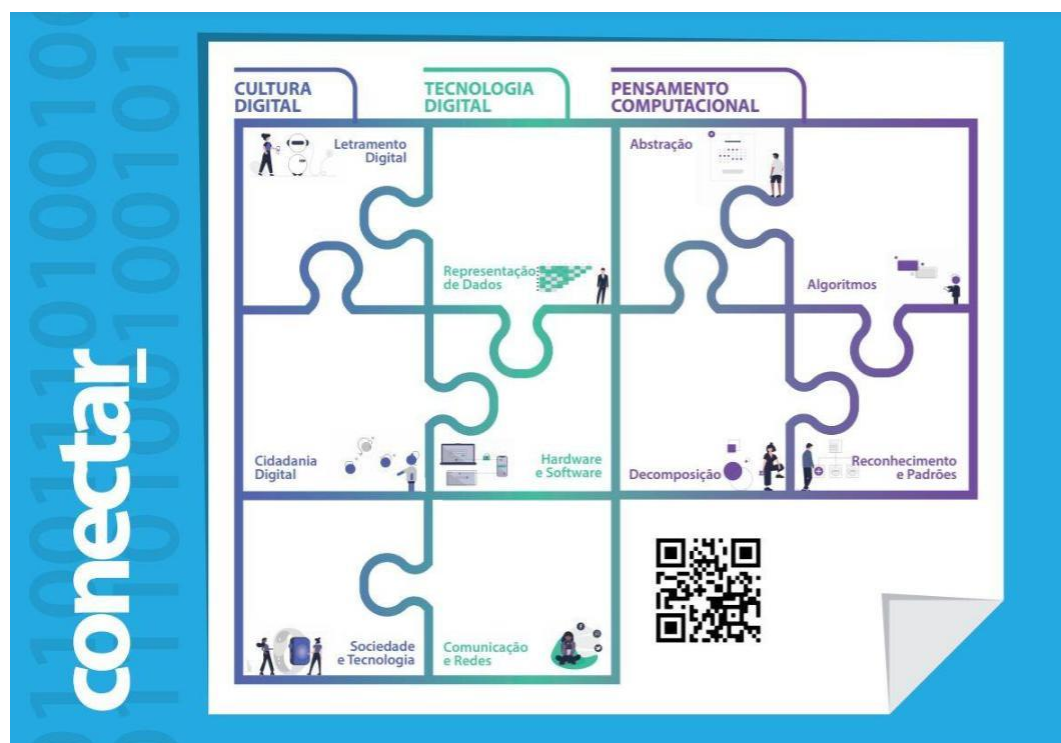 conectar
CULTURA
DIGITAL
TECNOLOGIA
DIGITAL
PENSAMENTO
COMPUTACIONAL
Letramento
Digital
Representação
de Dados
Abstração
Algoritmos
Cidadania
Digital
Hardware
e Software
Decomposição
Reconhecimento
e Padrões
Sociedade
e Tecnologia
Comunicação
e Redes